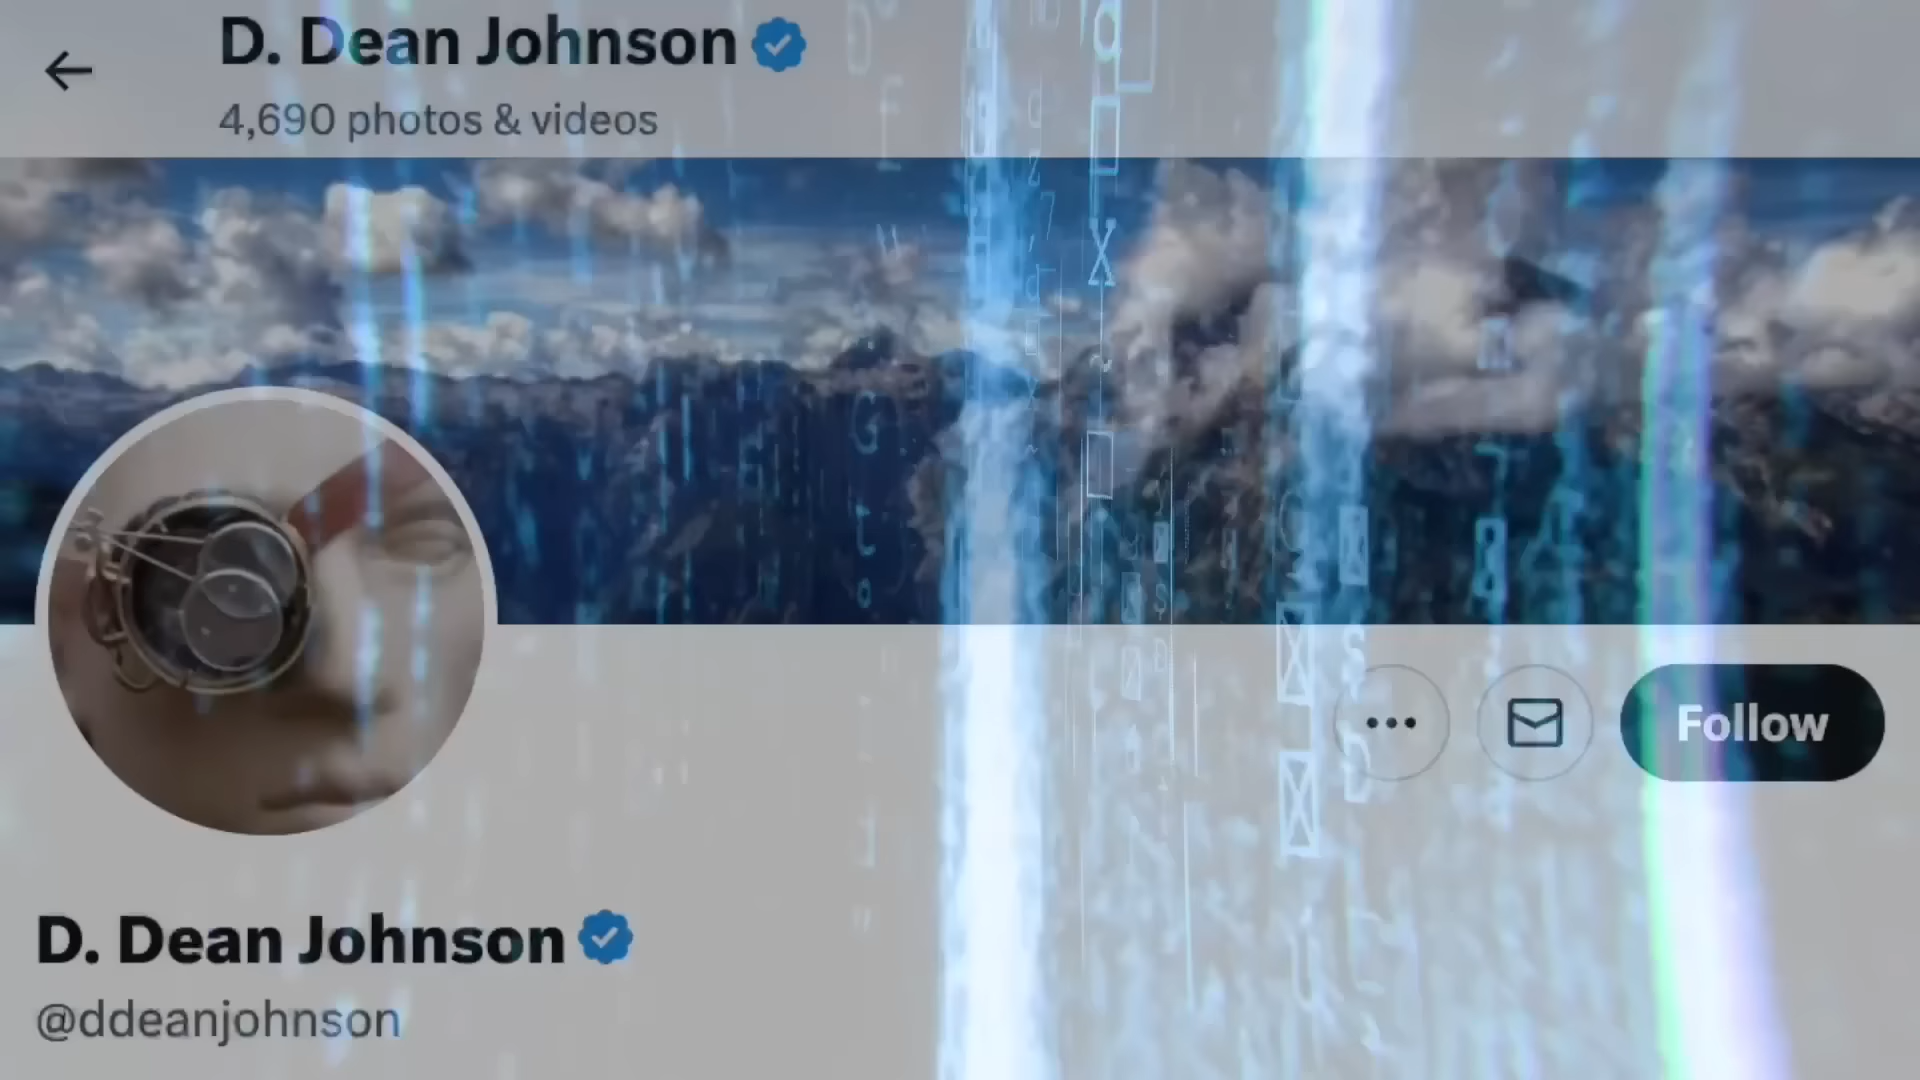 D. Dean Johnson
4,690 photos & videos
Follow
D. Dean Johnson
@ddeanjohnson